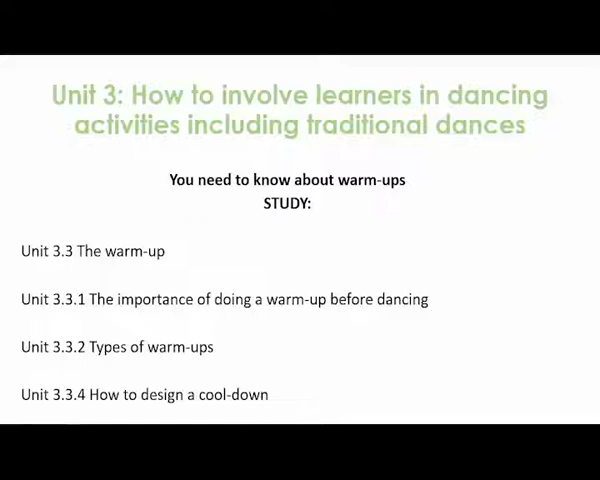 Unit 3: How to involve learners in dancing
activities including traditional dances
You need to know about warm-ups
STUDY:
Unit 3.3 The warm-up
Unit 3.3.1 The importance of doing a warm-up before dancing
Unit 3.3.2 Types of warm-ups
Unit 3.3.4 How to design a cool-down